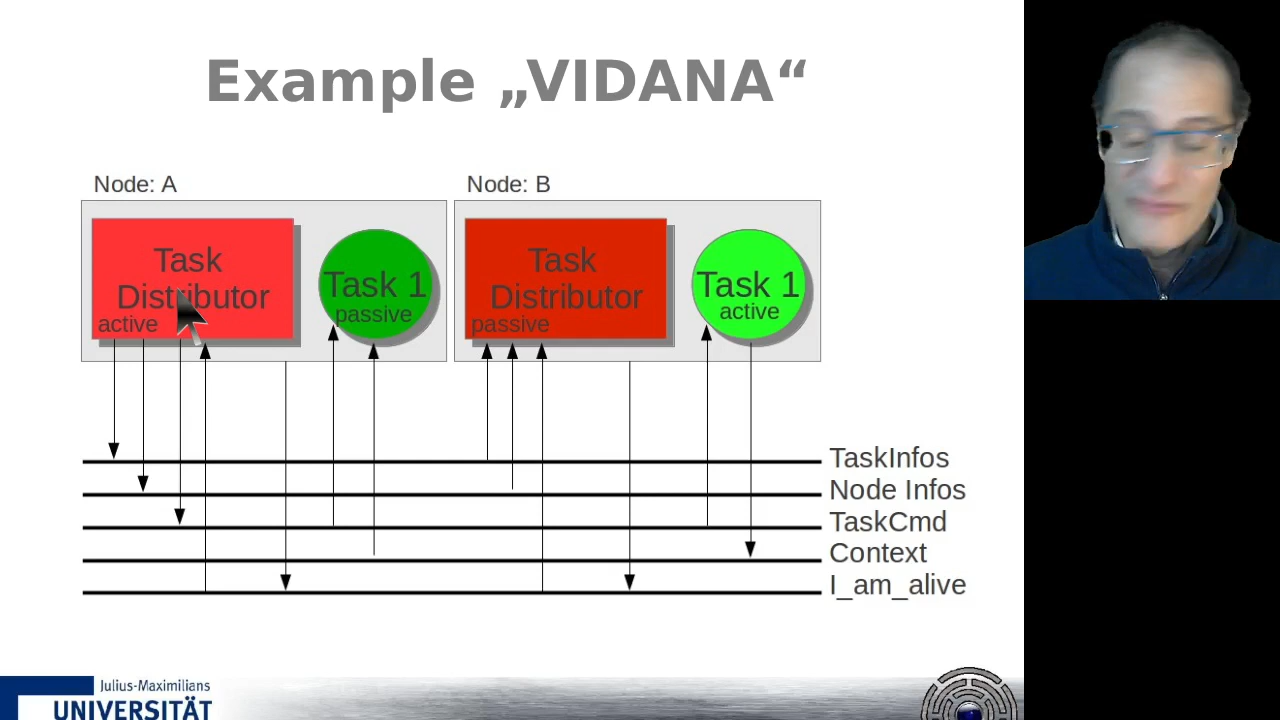 Example „VIDANA“
Node: A
Node: B
Task
Distributor
active
Task 1
passive
Task
Distributor
passive
Task 1
active
TaskInfos
Node Infos
TaskCmd
Context
I_am_alive
Julius-Maximilians
UNIVERSITÄT